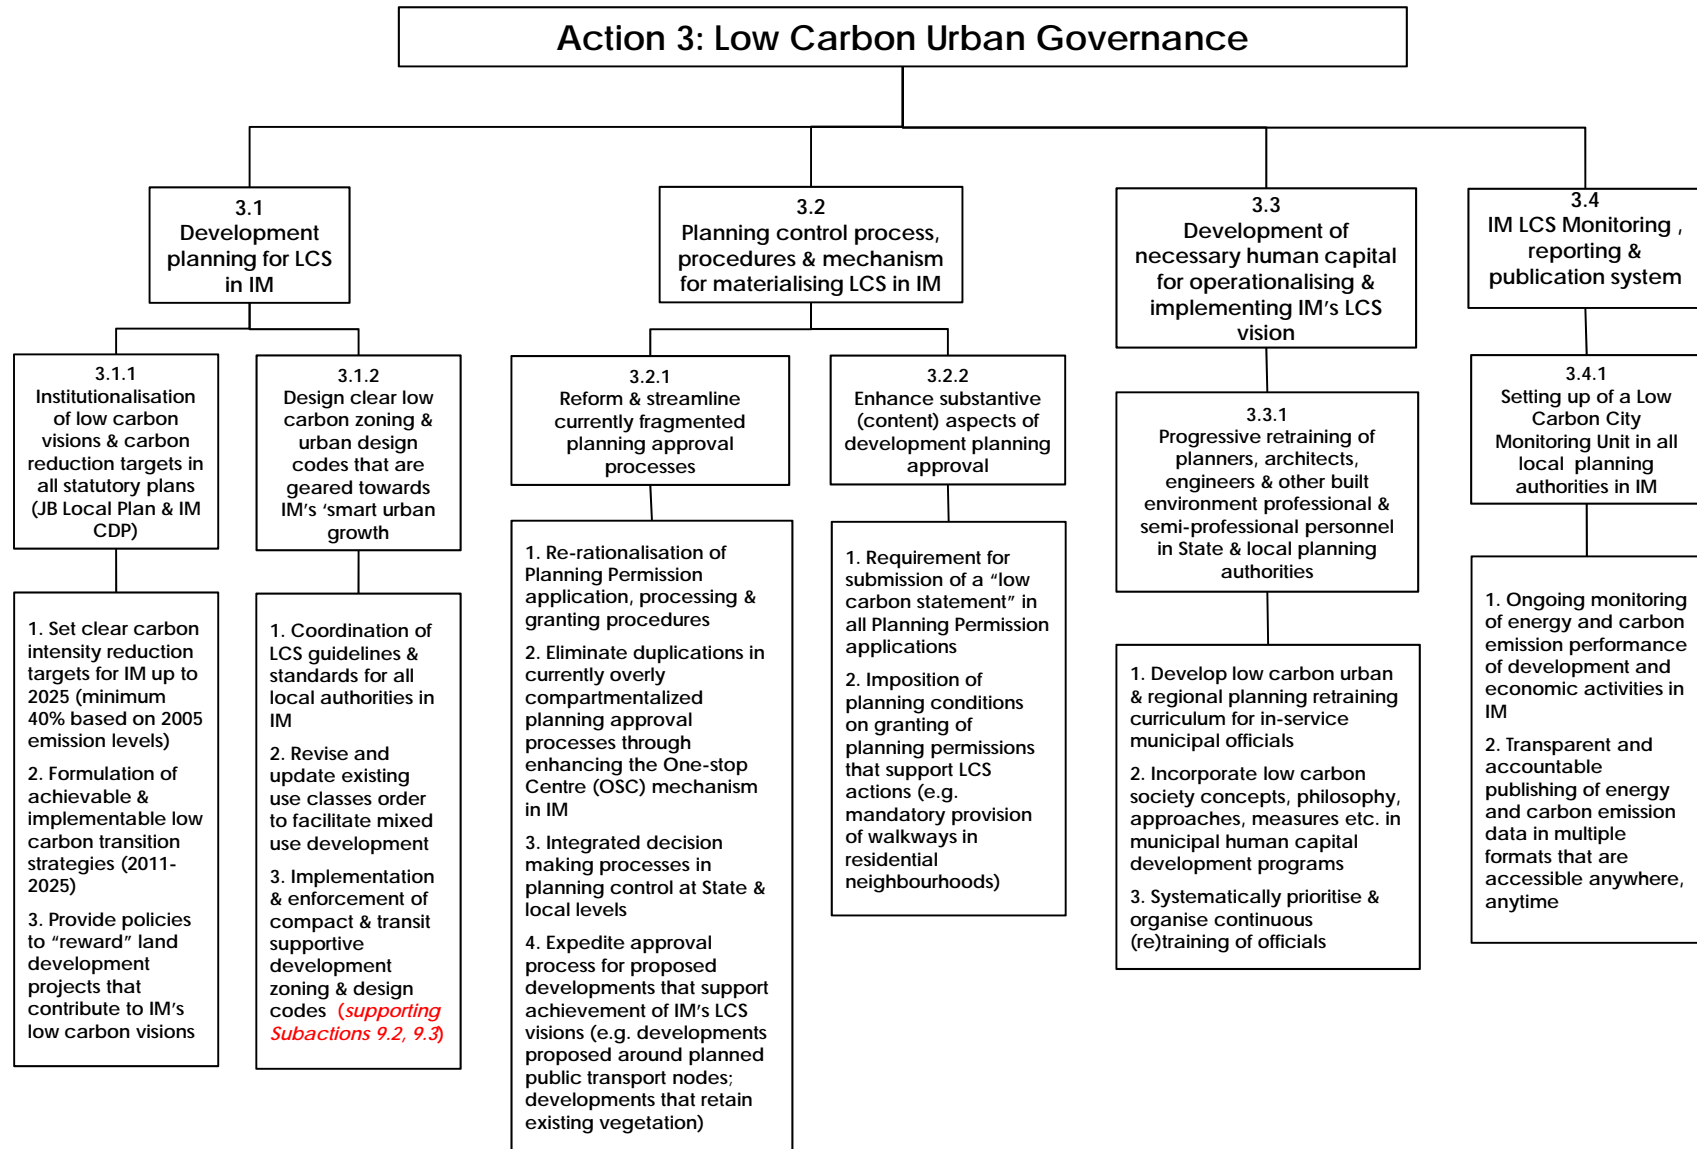 Action 3: Low Carbon Urban Governance
3.1
Development
planning for LCS
in IM
3.2
Planning control process,
procedures & mechanism
for materialising LCS in IM
3.3
Development of
necessary human capital
for operationalising &
implementing IM's LCS
vision
3.4
IM LCS Monitoring ,
reporting &
publication system
3.1.1
Institutionalisation
of low carbon
visions & carbon
reduction targets in
all statutory plans
(JB Local Plan & IM
CDP)
3.1.2
Design clear low
carbon zoning &
urban design
codes that are
geared towards
IM's ‘smart urban
growth
3.2.1
Reform & streamline
currently fragmented
planning approval
processes
3.2.2
Enhance substantive
(content) aspects of
development planning
approval
3.3.1
Progressive retraining of
planners, architects,
engineers & other built
environment professional &
semi-professional personnel
in State & local planning
authorities
3.4.1
Setting up of a Low
Carbon City
Monitoring Unit in all
local planning
authorities in IM
1. Set clear carbon
intensity reduction
targets for IM up to
2025 (minimum
40% based on 2005
emission levels)
2. Formulation of
achievable &
implementable low
carbon transition
strategies (2011-
2025)
3. Provide policies
to “reward” land
development
projects that
contribute to IM's
low carbon visions
1. Coordination of
LCS guidelines &
standards for all
local authorities in
IM
2. Revise and
update existing
use classes order
to facilitate mixed
use development
3. Implementation
& enforcement of
compact & transit
supportive
development
zoning & design
codes (supporting
Subactions 9.2, 9.3)
1. Re-rationalisation of
Planning Permission
application, processing &
granting procedures
2. Eliminate duplications in
currently overly
compartmentalized
planning approval
processes through
enhancing the One-stop
Centre (OSC) mechanism
in IM
3. Integrated decision
making processes in
planning control at State &
local levels
4. Expedite approval
process for proposed
developments that support
achievement of IM's LCS
visions (e.g. developments
proposed around planned
public transport nodes;
developments that retain
existing vegetation)
1. Requirement for
submission of a “low
carbon statement” in
all Planning Permission
applications
2. Imposition of
planning conditions
on granting of
planning permissions
that support LCS
actions (e.g.
mandatory provision
of walkways in
residential
neighbourhoods)
1. Develop low carbon urban
& regional planning retraining
curriculum for in-service
municipal officials
2. Incorporate low carbon
society concepts, philosophy,
approaches, measures etc. in
municipal human capital
development programs
3. Systematically prioritise &
organise continuous
(re)training of officials
1. Ongoing monitoring
of energy and carbon
emission performance
of development and
economic activities in
IM
2. Transparent and
accountable
publishing of energy
and carbon emission
data in multiple
formats that are
accessible anywhere,
anytime